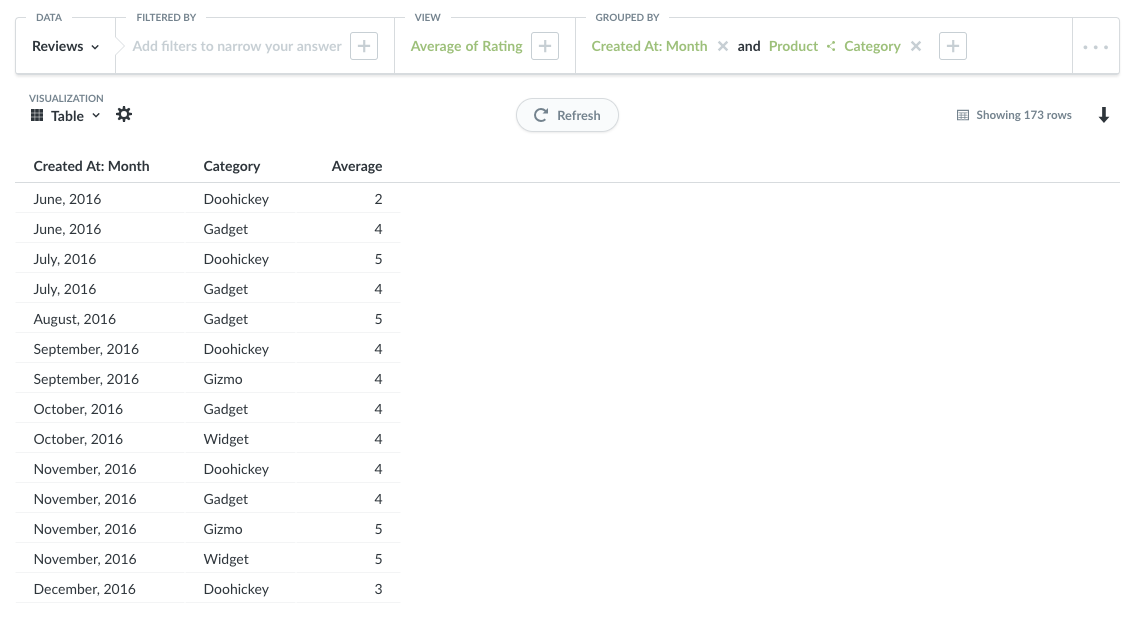 DATA FILTERED BY VIEW GROUPED BY
Reviews Add filters to narrow your answer Average of Rating Created At: Month and Product Category
VISUALIZATION
Table Refresh Showing 173 rows
Created At: Month Category Average
June, 2016 Doohickey 2
June, 2016 Gadget 4
July, 2016 Doohickey 5
July, 2016 Gadget 4
August, 2016 Gadget 5
September, 2016 Doohickey 4
September, 2016 Gizmo 4
October, 2016 Gadget 4
October, 2016 Widget 4
November, 2016 Doohickey 4
November, 2016 Gadget 4
November, 2016 Gizmo 5
November, 2016 Widget 5
December, 2016 Doohickey 3